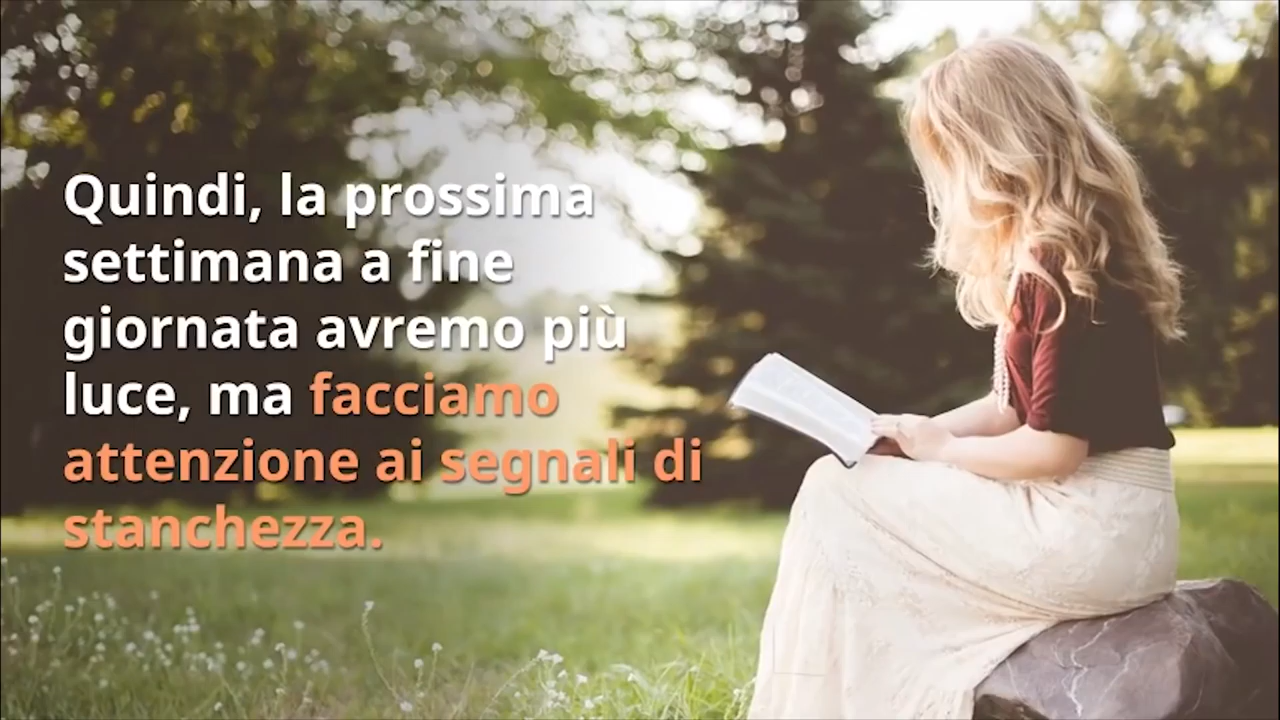 Quindi, la prossima
settimana a fine
giornata avremo più
luce, ma facciamo
attenzione ai segnali di
stanchezza.